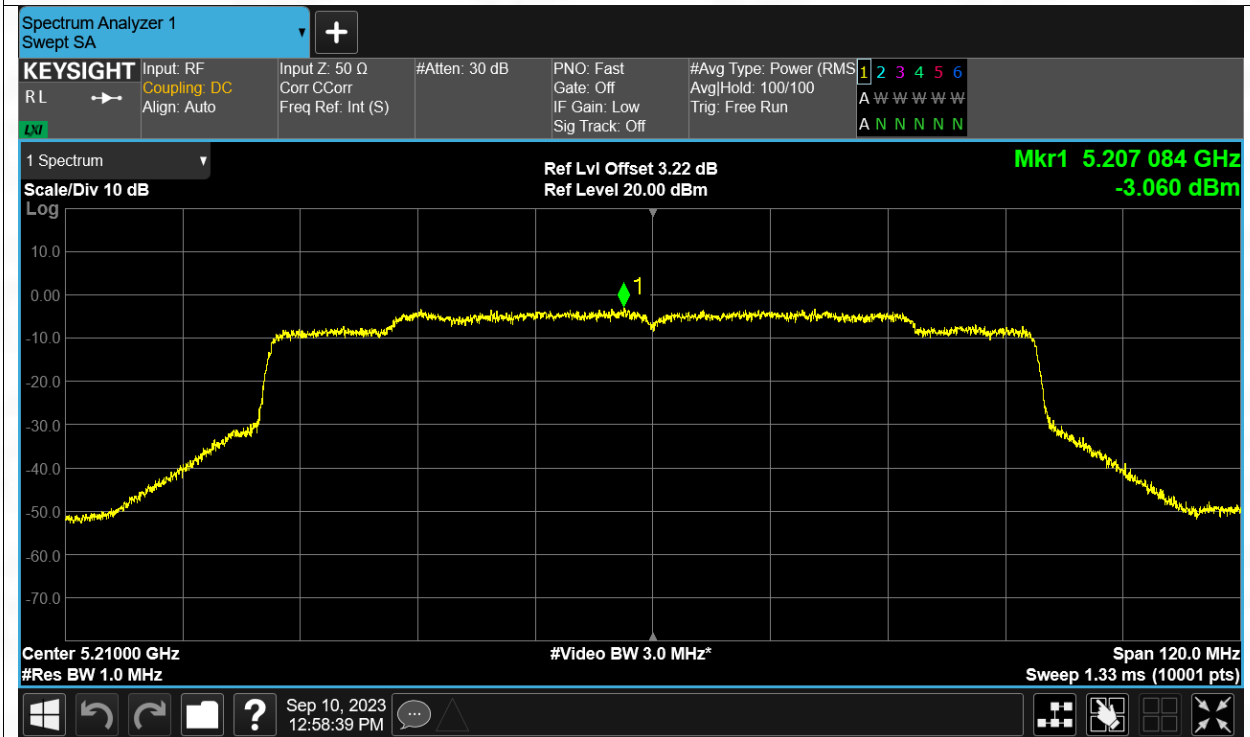 Spectrum Analyzer 1
Swept SA
KEYSIGHT
R L
LXI
Input: RF
Coupling: DC
Align: Auto
Input Z: 50 Ω
Corr CCorr
Freq Ref: Int (S)
#Atten: 30 dB
PNO: Fast
Gate: Off
IF Gain: Low
Sig Track: Off
#Avg Type: Power (RMS
Avg|Hold: 100/100
Trig: Free Run
1 2 3 4 5 6
A W W W W W
A N N N N N
1 Spectrum
Scale/Div 10 dB
Log
Ref Lvl Offset 3.22 dB
Ref Level 20.00 dBm
Mkr1 5.207 084 GHz
-3.060 dBm
10.0
0.00
-10.0
-20.0
-30.0
-40.0
-50.0
-60.0
-70.0
1
Center 5.21000 GHz
#Res BW 1.0 MHz
#Video BW 3.0 MHz*
Span 120.0 MHz
Sweep 1.33 ms (10001 pts)
?
Sep 10, 2023
12:58:39 PM